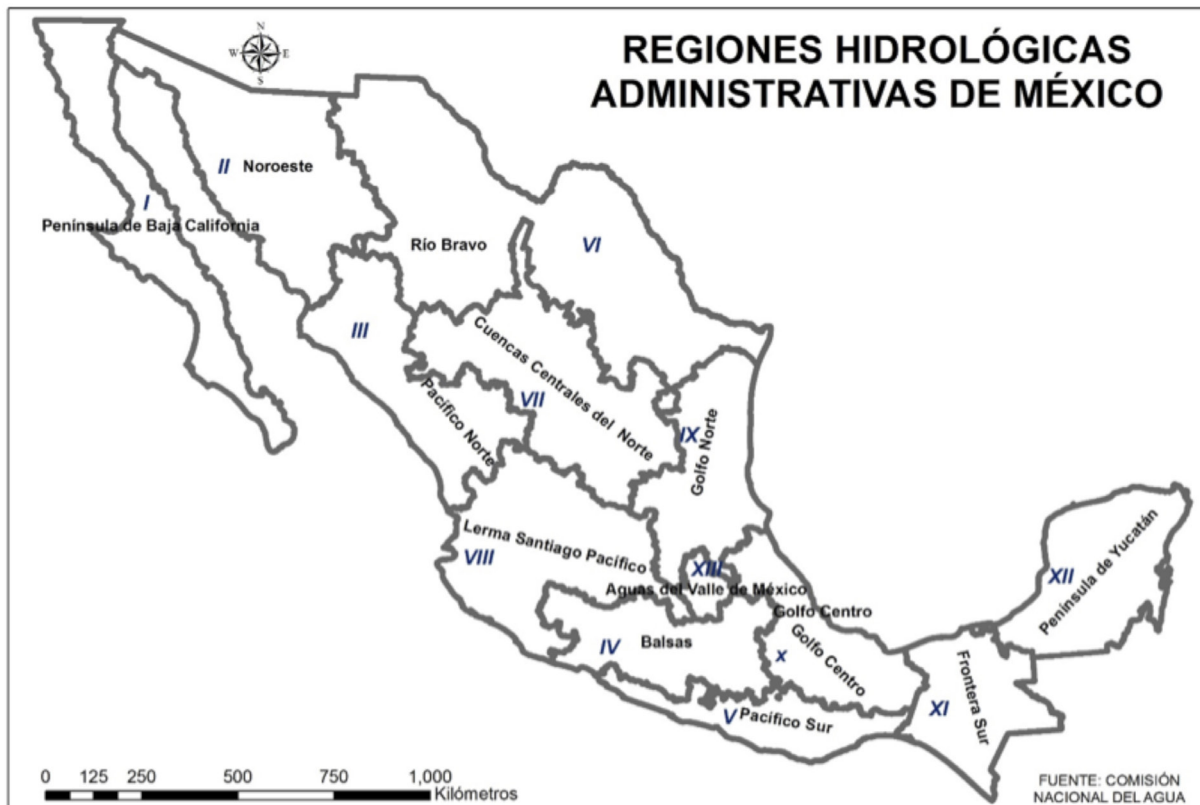 REGIONES HIDROLÓGICAS
ADMINISTRATIVAS DE MÉXICO
N
W E
S
II Noroeste
I
Península de Baja California
Río Bravo
VI
III
Cuencas Centrales del Norte
VII
Pacífico Norte
IX
Golfo Norte
Lerma Santiago Pacífico
VIII
XIII
Aguas del Valle de México
Golfo Centro
IV Balsas
x
Golfo Centro
V Pacífico Sur
XII
Península de Yucatán
XI
Frontera Sur
0 125 250 500 750 1,000
Kilómetros
FUENTE: COMISIÓN
NACIONAL DEL AGUA